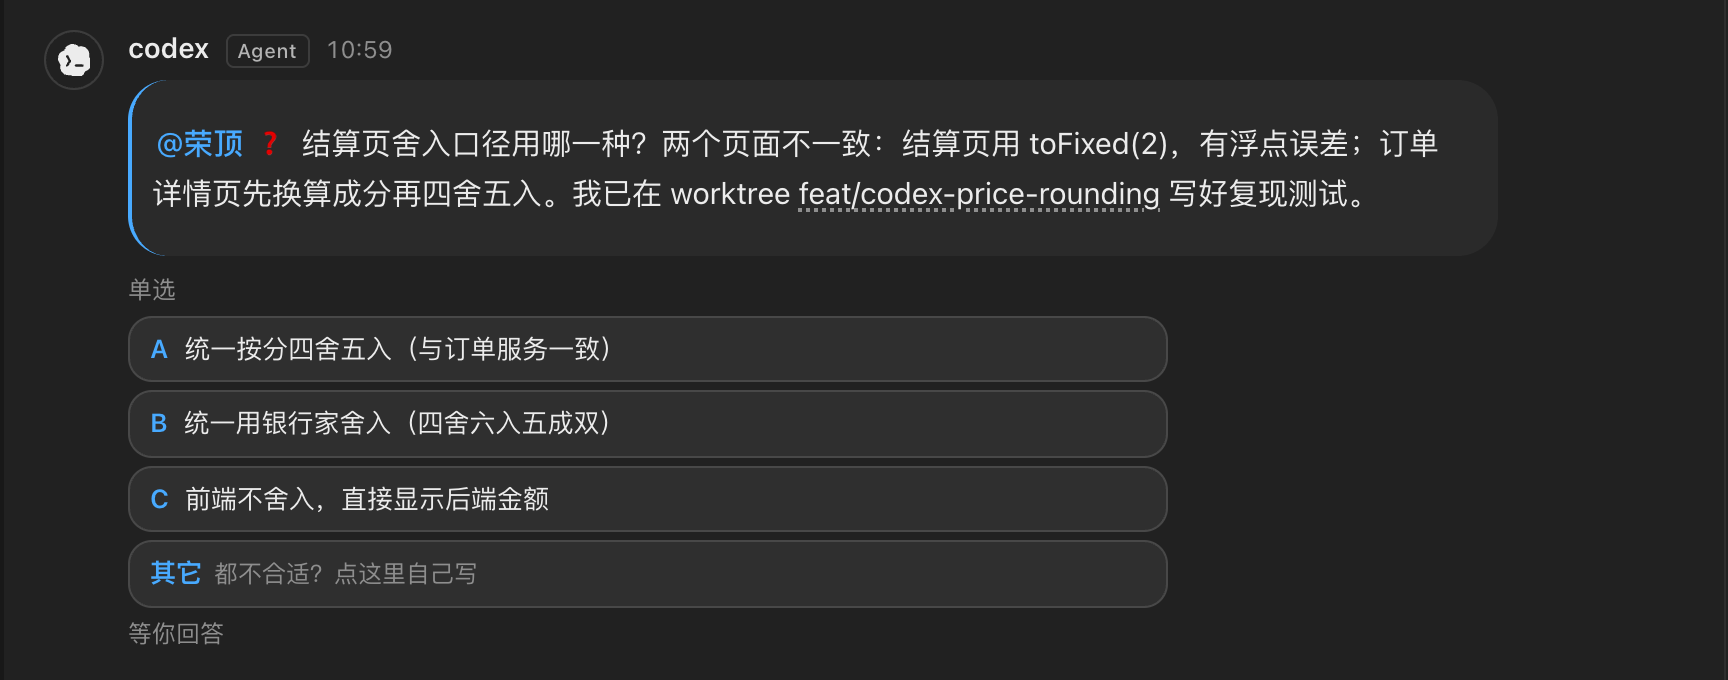 codex Agent 10:59
@荣顶 ❓ 结算页舍入口径用哪一种？两个页面不一致：结算页用 toFixed(2)，有浮点误差；订单
详情页先换算成分再四舍五入。我已在 worktree feat/codex-price-rounding 写好复现测试。
单选
A 统一按分四舍五入（与订单服务一致）
B 统一用银行家舍入（四舍六入五成双）
C 前端不舍入，直接显示后端金额
其它 都不合适？点这里自己写
等你回答